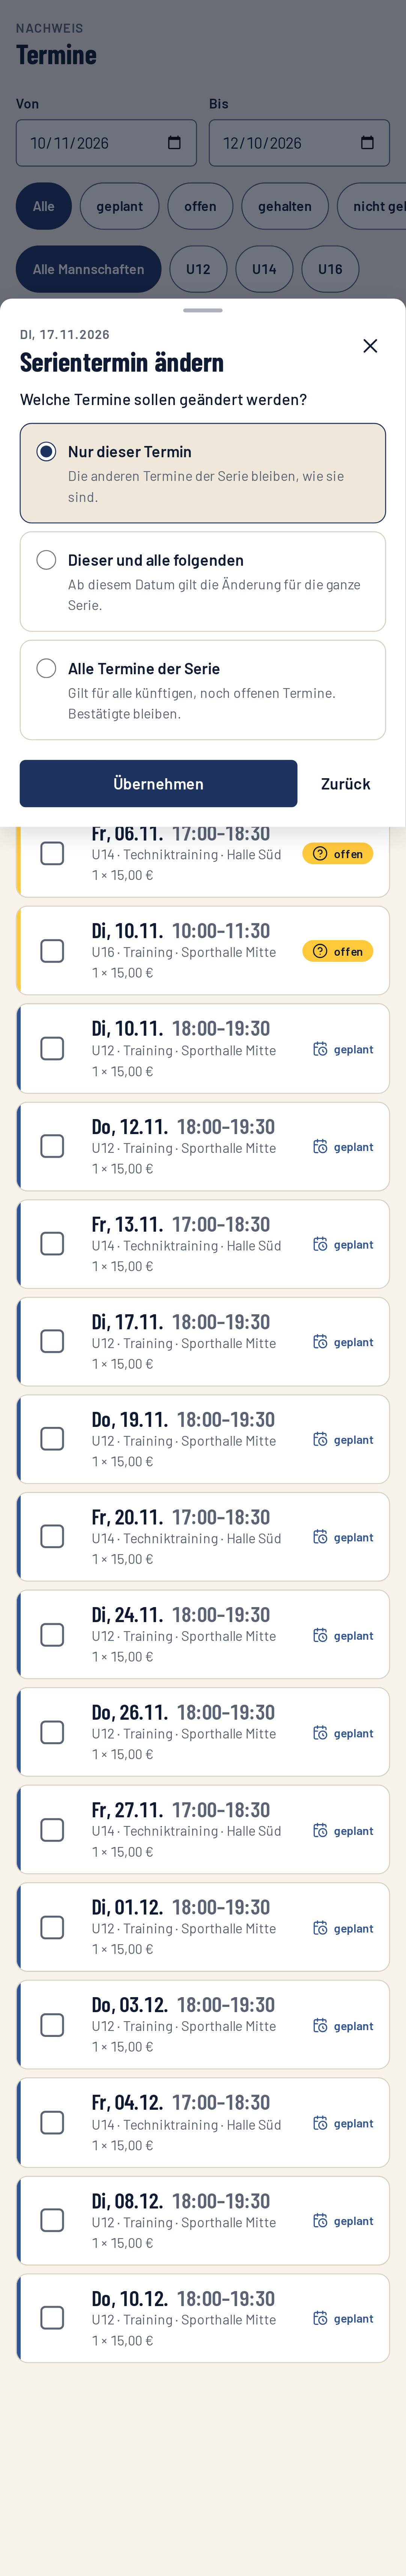 NACHWEIS
Termine
Von
Bis
10/11/2026
12/10/2026
Alle
geplant
offen
gehalten
nicht
Alle Mannschaften
U12
U14
U16
DI, 17.11.2026
Serientermin ändern
Welche Termine sollen geändert werden?
Nur dieser Termin
Die anderen Termine der Serie bleiben, wie sie
sind.
Dieser und alle folgenden
Ab diesem Datum gilt die Änderung für die ganze
Serie.
Alle Termine der Serie
Gilt für alle künftigen, noch offenen Termine.
Bestätigte bleiben.
Übernehmen
Zurück
Fr, 06.11. 17:00–18:30
U14 · Techniktraining · Halle Süd
1 × 15,00 €
offen
Di, 10.11. 10:00–11:30
U16 · Training · Sporthalle Mitte
1 × 15,00 €
offen
Di, 10.11. 18:00–19:30
U12 · Training · Sporthalle Mitte
1 × 15,00 €
geplant
Do, 12.11. 18:00–19:30
U12 · Training · Sporthalle Mitte
1 × 15,00 €
geplant
Fr, 13.11. 17:00–18:30
U14 · Techniktraining · Halle Süd
1 × 15,00 €
geplant
Di, 17.11. 18:00–19:30
U12 · Training · Sporthalle Mitte
1 × 15,00 €
geplant
Do, 19.11. 18:00–19:30
U12 · Training · Sporthalle Mitte
1 × 15,00 €
geplant
Fr, 20.11. 17:00–18:30
U14 · Techniktraining · Halle Süd
1 × 15,00 €
geplant
Di, 24.11. 18:00–19:30
U12 · Training · Sporthalle Mitte
1 × 15,00 €
geplant
Do, 26.11. 18:00–19:30
U12 · Training · Sporthalle Mitte
1 × 15,00 €
geplant
Fr, 27.11. 17:00–18:30
U14 · Techniktraining · Halle Süd
1 × 15,00 €
geplant
Di, 01.12. 18:00–19:30
U12 · Training · Sporthalle Mitte
1 × 15,00 €
geplant
Do, 03.12. 18:00–19:30
U12 · Training · Sporthalle Mitte
1 × 15,00 €
geplant
Fr, 04.12. 17:00–18:30
U14 · Techniktraining · Halle Süd
1 × 15,00 €
geplant
Di, 08.12. 18:00–19:30
U12 · Training · Sporthalle Mitte
1 × 15,00 €
geplant
Do, 10.12. 18:00–19:30
U12 · Training · Sporthalle Mitte
1 × 15,00 €
geplant